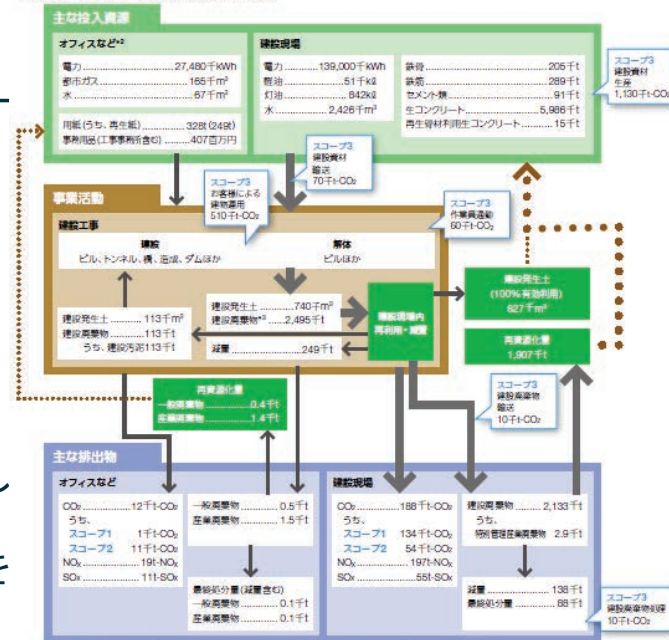 主な投入資源
オフィスなど*2
電力 27,480千kWh
都市ガス 165千m³
水 67千m³
用紙(うち、再生紙) 328t(249t)
事務用品(工事事務所含む) 407百万円
建設現場
電力 139,000千kWh
軽油 51千kℓ
灯油 842kℓ
水 2,426千m³
鉄骨 205千t
鉄筋 289千t
セメント類 91千t
生コンクリート 5,986千t
再生骨材利用生コンクリート 15千t
スコープ3
建設資材
生産
1,130千t-CO₂
スコープ3
建設資材
輸送
70千t-CO₂
スコープ3
お客様による
建物運用
510千t-CO₂
スコープ3
作業員通勤
60千t-CO₂
事業活動
建設工事
建設
ビル、トンネル、橋、造成、ダムほか
解体
ビルほか
建設発生土 113千m³
建設廃棄物 113千t
うち、建設汚泥113千t
建設発生土 740千m³
建設廃棄物*3 2,495千t
減量 249千t
建設現場内
再利用・減量
建設発生土
(100%有効利用)
627千m³
再資源化量
1,907千t
再資源化量
一般廃棄物 0.4千t
産業廃棄物 1.4千t
スコープ3
建設廃棄物
輸送
10千t-CO₂
主な排出物
オフィスなど
CO₂ 12千t-CO₂
うち、
スコープ1 1千t-CO₂
スコープ2 11千t-CO₂
NOx 19t-NOx
SOx 11t-SOx
一般廃棄物 0.5千t
産業廃棄物 1.5千t
最終処分量(減量含む)
一般廃棄物 0.1千t
産業廃棄物 0.1千t
建設現場
CO₂ 188千t-CO₂
うち、
スコープ1 134千t-CO₂
スコープ2 54千t-CO₂
NOx 197t-NOx
SOx 55t-SOx
建設廃棄物 2,133千t
うち、
特別管理産業廃棄物 2.9千t
減量 138千t
最終処分量 88千t
スコープ3
建設廃棄物処理
10千t-CO₂
し
を